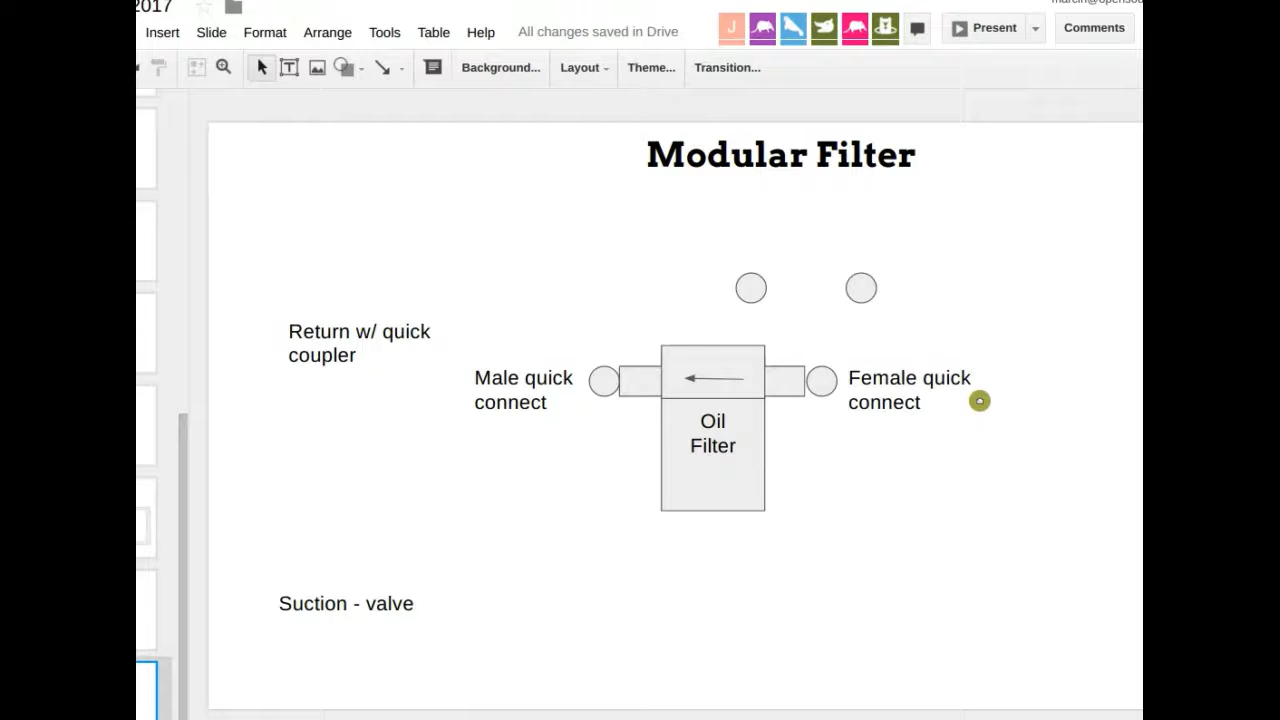 2017
Insert Slide Format Arrange Tools Table Help All changes saved in Drive
J
Present
Comments
Background... Layout Theme... Transition...
Modular Filter
Return w/ quick
coupler
Male quick
connect
Female quick
connect
Oil
Filter
Suction - valve